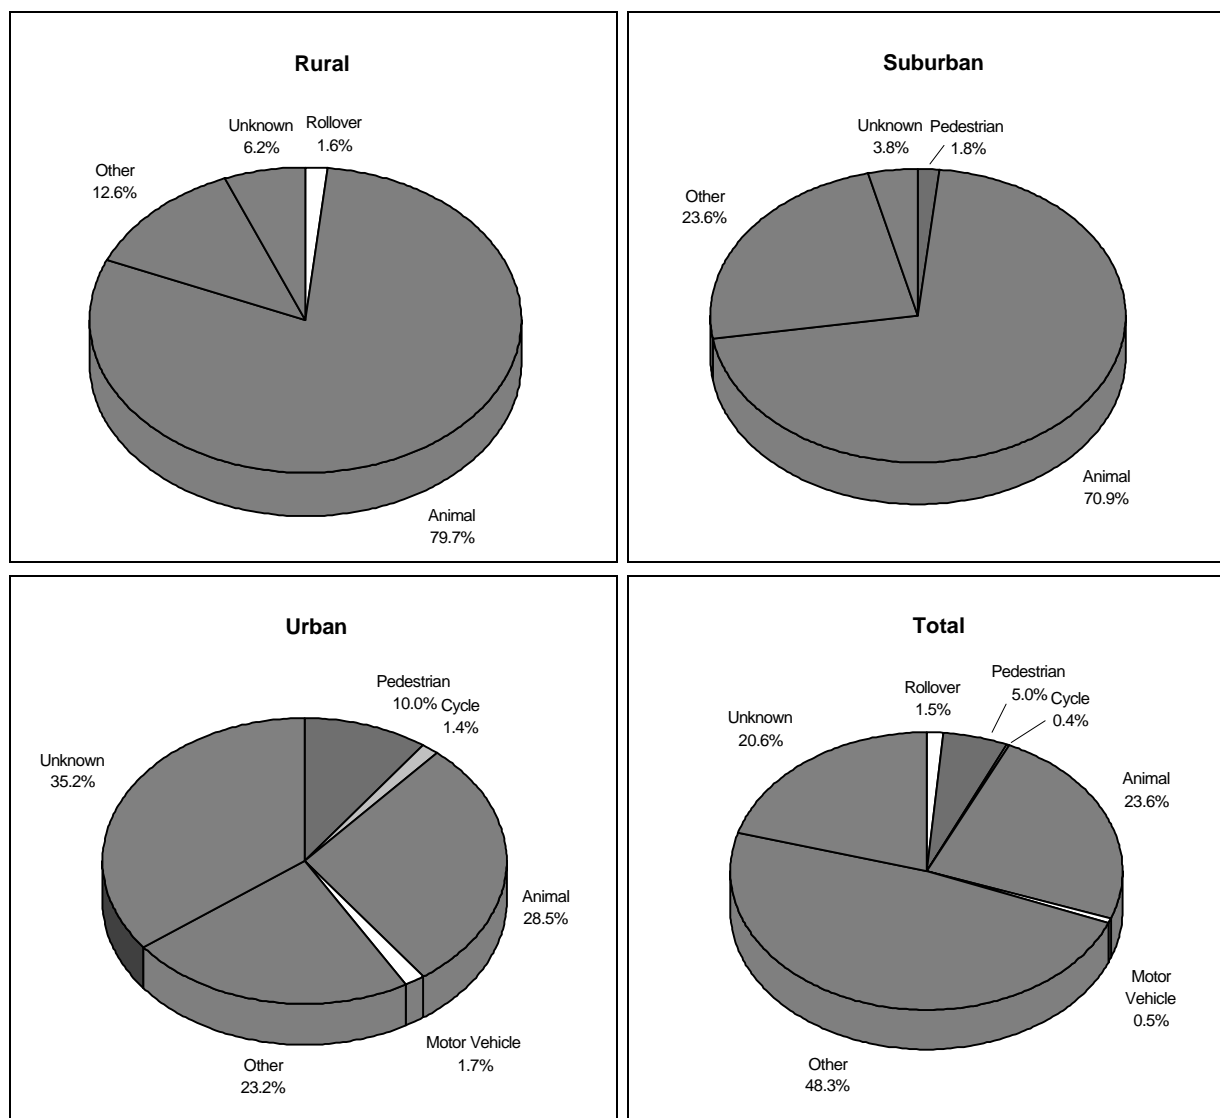 Rural
Unknown
6.2%
Rollover
1.6%
Other
12.6%
Animal
79.7%
Suburban
Unknown
3.8%
Pedestrian
1.8%
Other
23.6%
Animal
70.9%
Urban
Pedestrian
10.0%
Cycle
1.4%
Unknown
35.2%
Animal
28.5%
Motor Vehicle
1.7%
Other
23.2%
Total
Pedestrian
5.0%
Rollover
1.5%
Cycle
0.4%
Unknown
20.6%
Animal
23.6%
Motor
Vehicle
0.5%
Other
48.3%